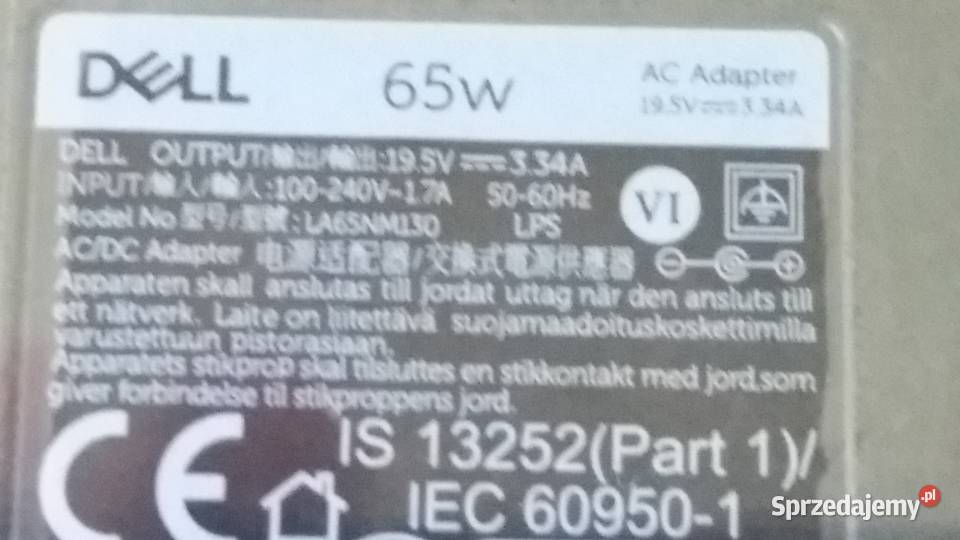 DELL 65W AC Adapter
19.5V⎓3.34A
DELL OUTPUT/輸出/輸出:19.5V⎓3.34A
INPUT/輸入/輸入:100-240V~1.7A 50-60Hz
Model No 型号/型號: LA65NM130 LPS
VI
AC/DC Adapter 电源适配器/交換式電源供應器
Apparaten skall anslutas till jordat uttag når den ansluts till
ett nätverk. Laite on liitettävä suojamaadoituskoskettimilla
varustettuun pistorasiaan.
Apparatets stikprop skal tilsluttes en stikkontakt med jord,som
giver forbindelse til stikproppens jord.
CE IS 13252(Part 1)/
IEC 60950-1
Sprzedajemy.pl